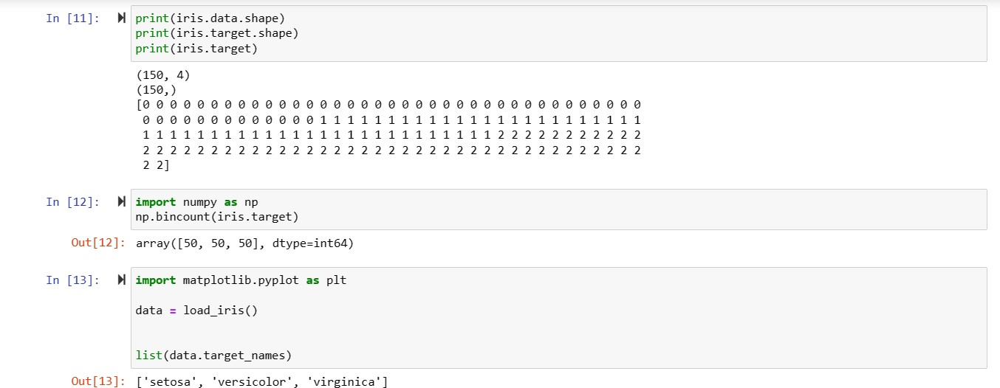 In [11]: print(iris.data.shape)
print(iris.target.shape)
print(iris.target)
(150, 4)
(150,)
[0 0 0 0 0 0 0 0 0 0 0 0 0 0 0 0 0 0 0 0 0 0 0 0 0 0 0 0 0 0 0 0 0 0 0 0 0
0 0 0 0 0 0 0 0 0 0 0 0 0 1 1 1 1 1 1 1 1 1 1 1 1 1 1 1 1 1 1 1 1 1 1 1 1
1 1 1 1 1 1 1 1 1 1 1 1 1 1 1 1 1 1 1 1 1 1 1 1 1 1 2 2 2 2 2 2 2 2 2 2 2
2 2 2 2 2 2 2 2 2 2 2 2 2 2 2 2 2 2 2 2 2 2 2 2 2 2 2 2 2 2 2 2 2 2 2 2 2
2 2]
In [12]: import numpy as np
np.bincount(iris.target)
Out[12]: array([50, 50, 50], dtype=int64)
In [13]: import matplotlib.pyplot as plt
data = load_iris()
list(data.target_names)
Out[13]: ['setosa', 'versicolor', 'virginica']